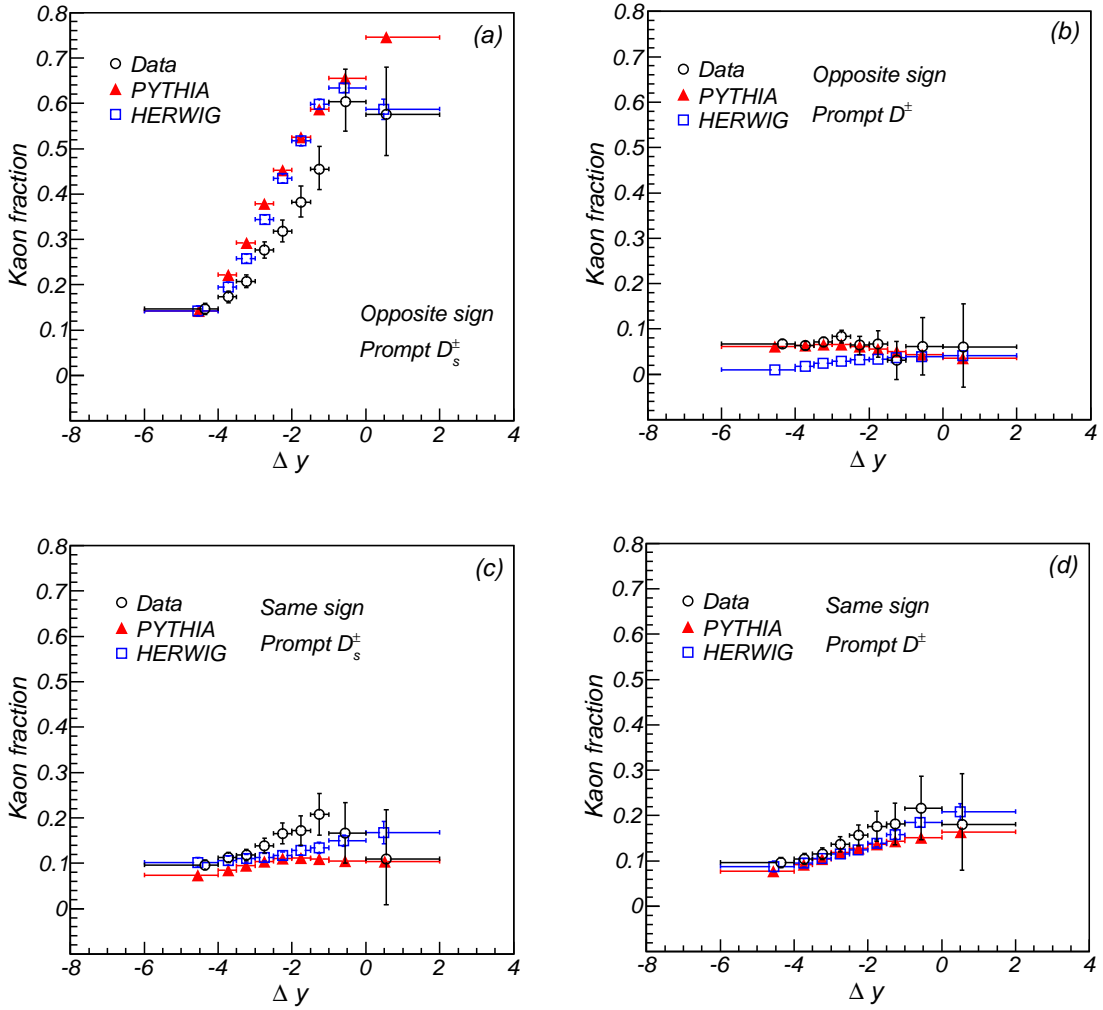 (a)
Data
PYTHIA
HERWIG
Opposite sign
Prompt D_s^±
Kaon fraction
0.8
0.7
0.6
0.5
0.4
0.3
0.2
0.1
0
-8 -6 -4 -2 0 2 4
Δ y
(b)
Data
PYTHIA
HERWIG
Opposite sign
Prompt D^±
Kaon fraction
0.8
0.7
0.6
0.5
0.4
0.3
0.2
0.1
0
-8 -6 -4 -2 0 2 4
Δ y
(c)
Data
PYTHIA
HERWIG
Same sign
Prompt D_s^±
Kaon fraction
0.8
0.7
0.6
0.5
0.4
0.3
0.2
0.1
0
-8 -6 -4 -2 0 2 4
Δ y
(d)
Data
PYTHIA
HERWIG
Same sign
Prompt D^±
Kaon fraction
0.8
0.7
0.6
0.5
0.4
0.3
0.2
0.1
0
-8 -6 -4 -2 0 2 4
Δ y